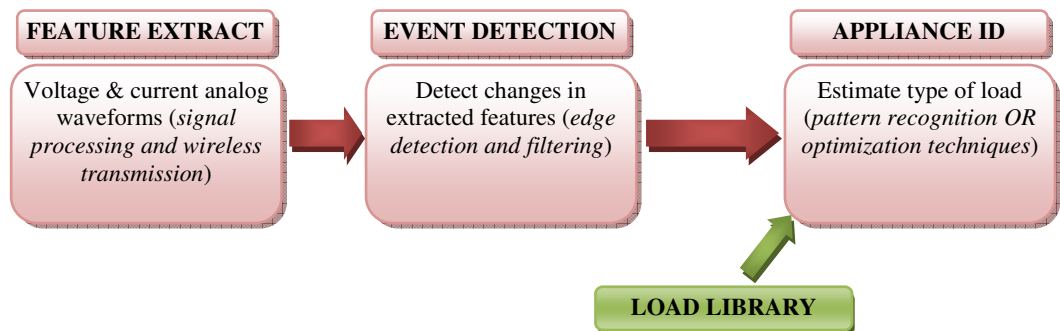 FEATURE EXTRACT
Voltage & current analog
waveforms (signal
processing and wireless
transmission)
EVENT DETECTION
Detect changes in
extracted features (edge
detection and filtering)
APPLIANCE ID
Estimate type of load
(pattern recognition OR
optimization techniques)
LOAD LIBRARY